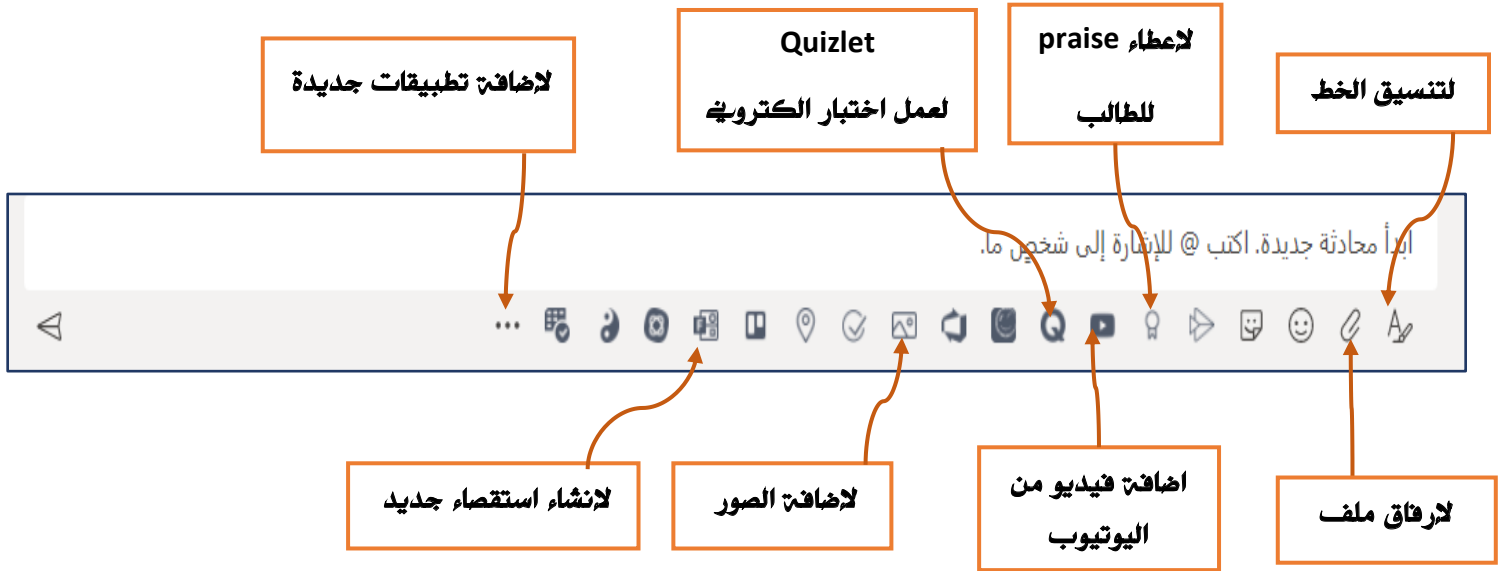 لتنسيق الخط
لاعطاء praise
للطالب
Quizlet
لعمل اختبار الكتروني
لاضافة تطبيقات جديدة
ابدأ محادثة جديدة. اكتب @ للإشارة إلى شخصٍ ما.
لارفاق ملف
اضافة فيديو من
اليوتيوب
لاضافة الصور
لانشاء استقصاء جديد